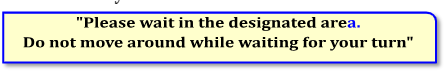 "Please wait in the designated area.
Do not move around while waiting for your turn"